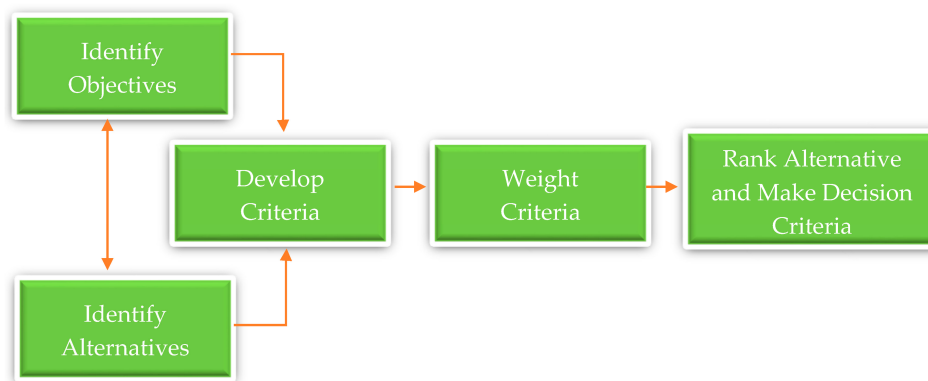 Identify
Objectives
Develop
Criteria
Weight
Criteria
Rank Alternative
and Make Decision
Criteria
Identify
Alternatives